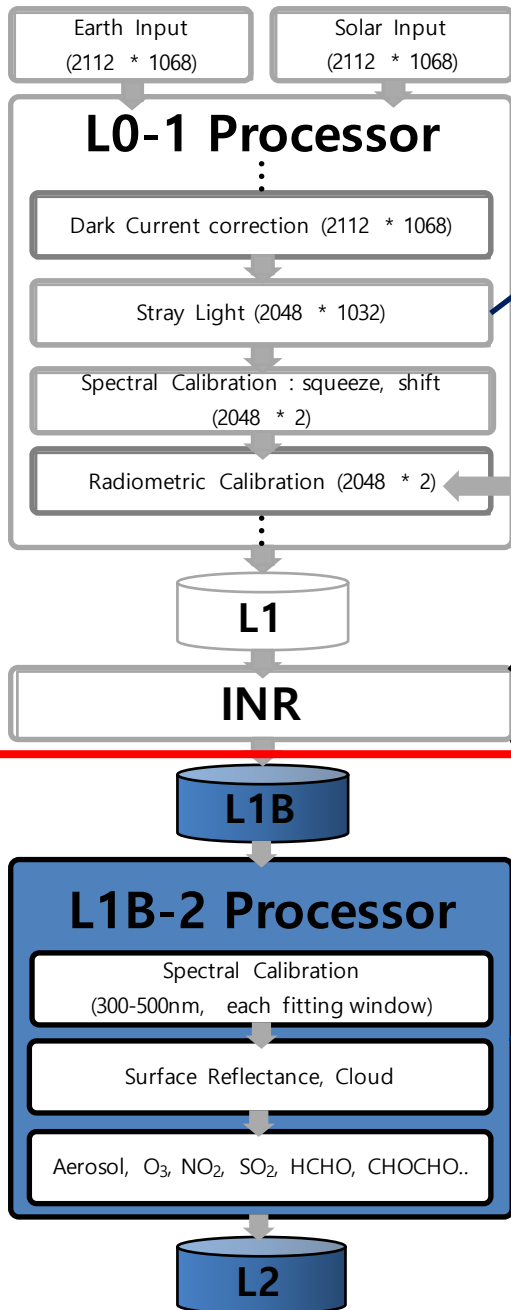 Earth Input
(2112 * 1068)
Solar Input
(2112 * 1068)
L0-1 Processor
Dark Current correction (2112 * 1068)
Stray Light (2048 * 1032)
Spectral Calibration : squeeze, shift
(2048 * 2)
Radiometric Calibration (2048 * 2)
L1
INR
L1B
L1B-2 Processor
Spectral Calibration
(300-500nm, each fitting window)
Surface Reflectance, Cloud
Aerosol, O₃, NO₂, SO₂, HCHO, CHOCHO..
L2